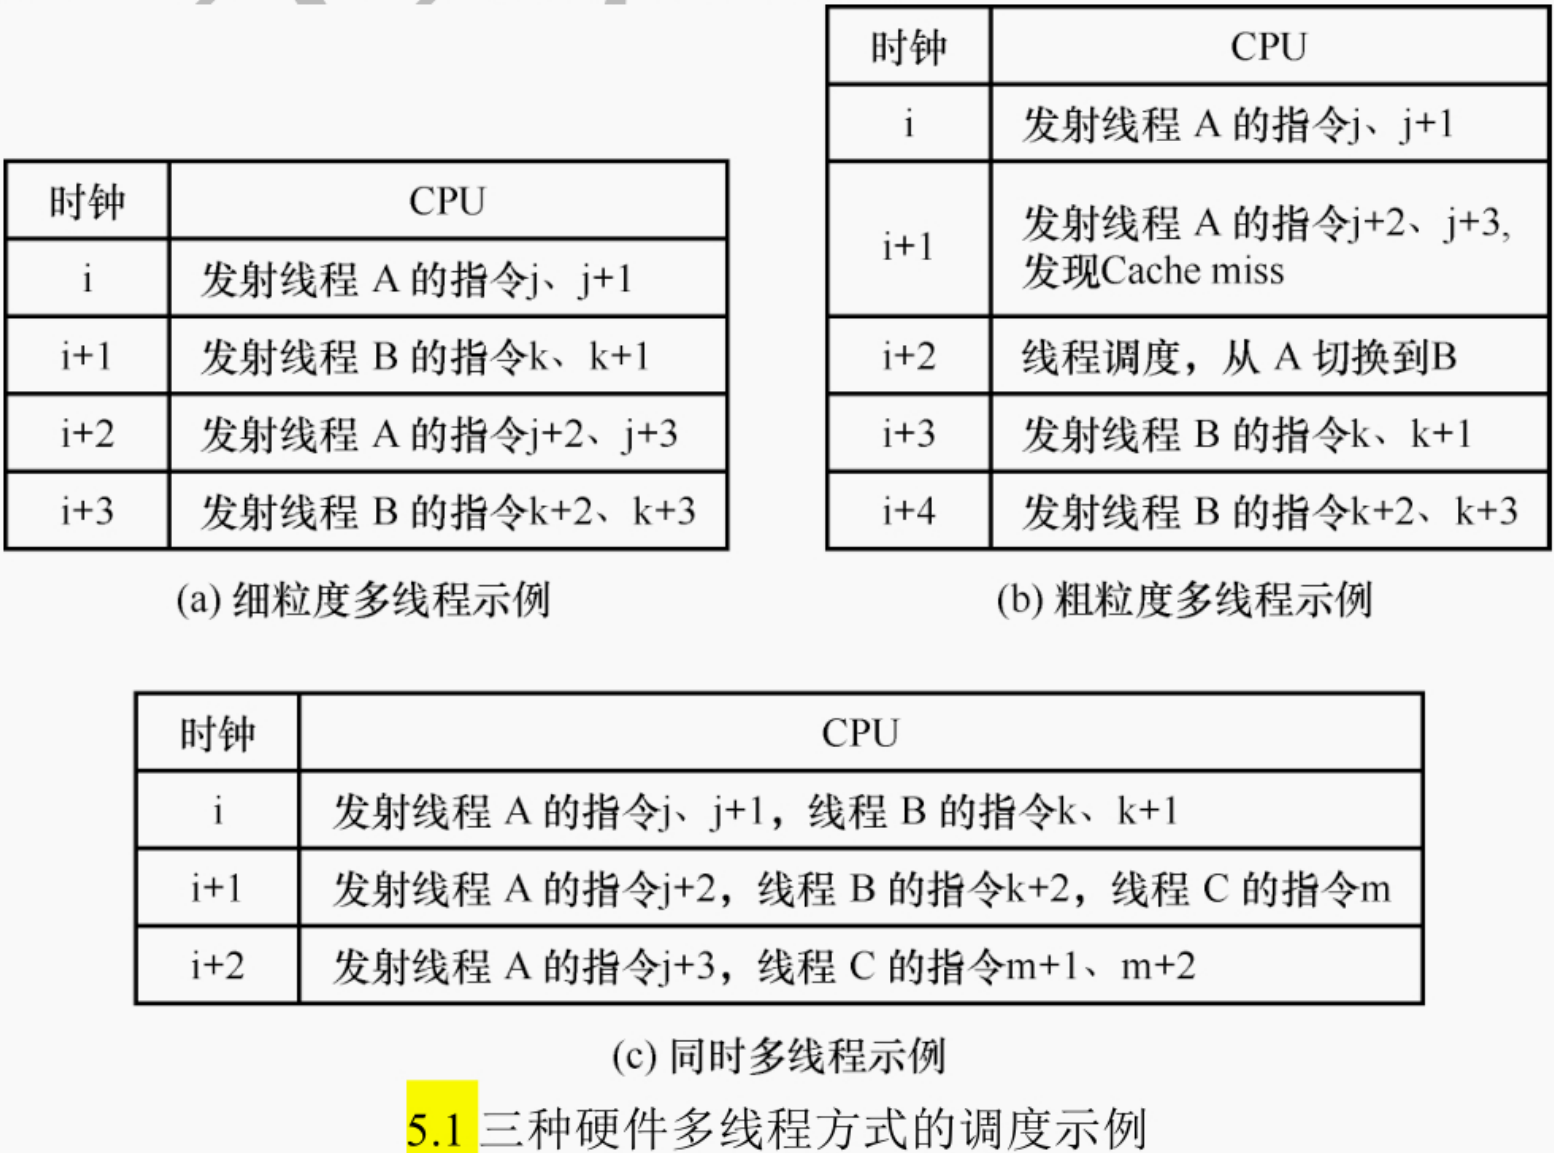 时钟 CPU
i 发射线程 A 的指令j、j+1
i+1 发射线程 B 的指令k、k+1
i+2 发射线程 A 的指令j+2、j+3
i+3 发射线程 B 的指令k+2、k+3
(a) 细粒度多线程示例
时钟 CPU
i 发射线程 A 的指令j、j+1
i+1 发射线程 A 的指令j+2、j+3,
发现Cache miss
i+2 线程调度，从 A 切换到B
i+3 发射线程 B 的指令k、k+1
i+4 发射线程 B 的指令k+2、k+3
(b) 粗粒度多线程示例
时钟 CPU
i 发射线程 A 的指令j、j+1，线程 B 的指令k、k+1
i+1 发射线程 A 的指令j+2，线程 B 的指令k+2，线程 C 的指令m
i+2 发射线程 A 的指令j+3，线程 C 的指令m+1、m+2
(c) 同时多线程示例
5.1 三种硬件多线程方式的调度示例